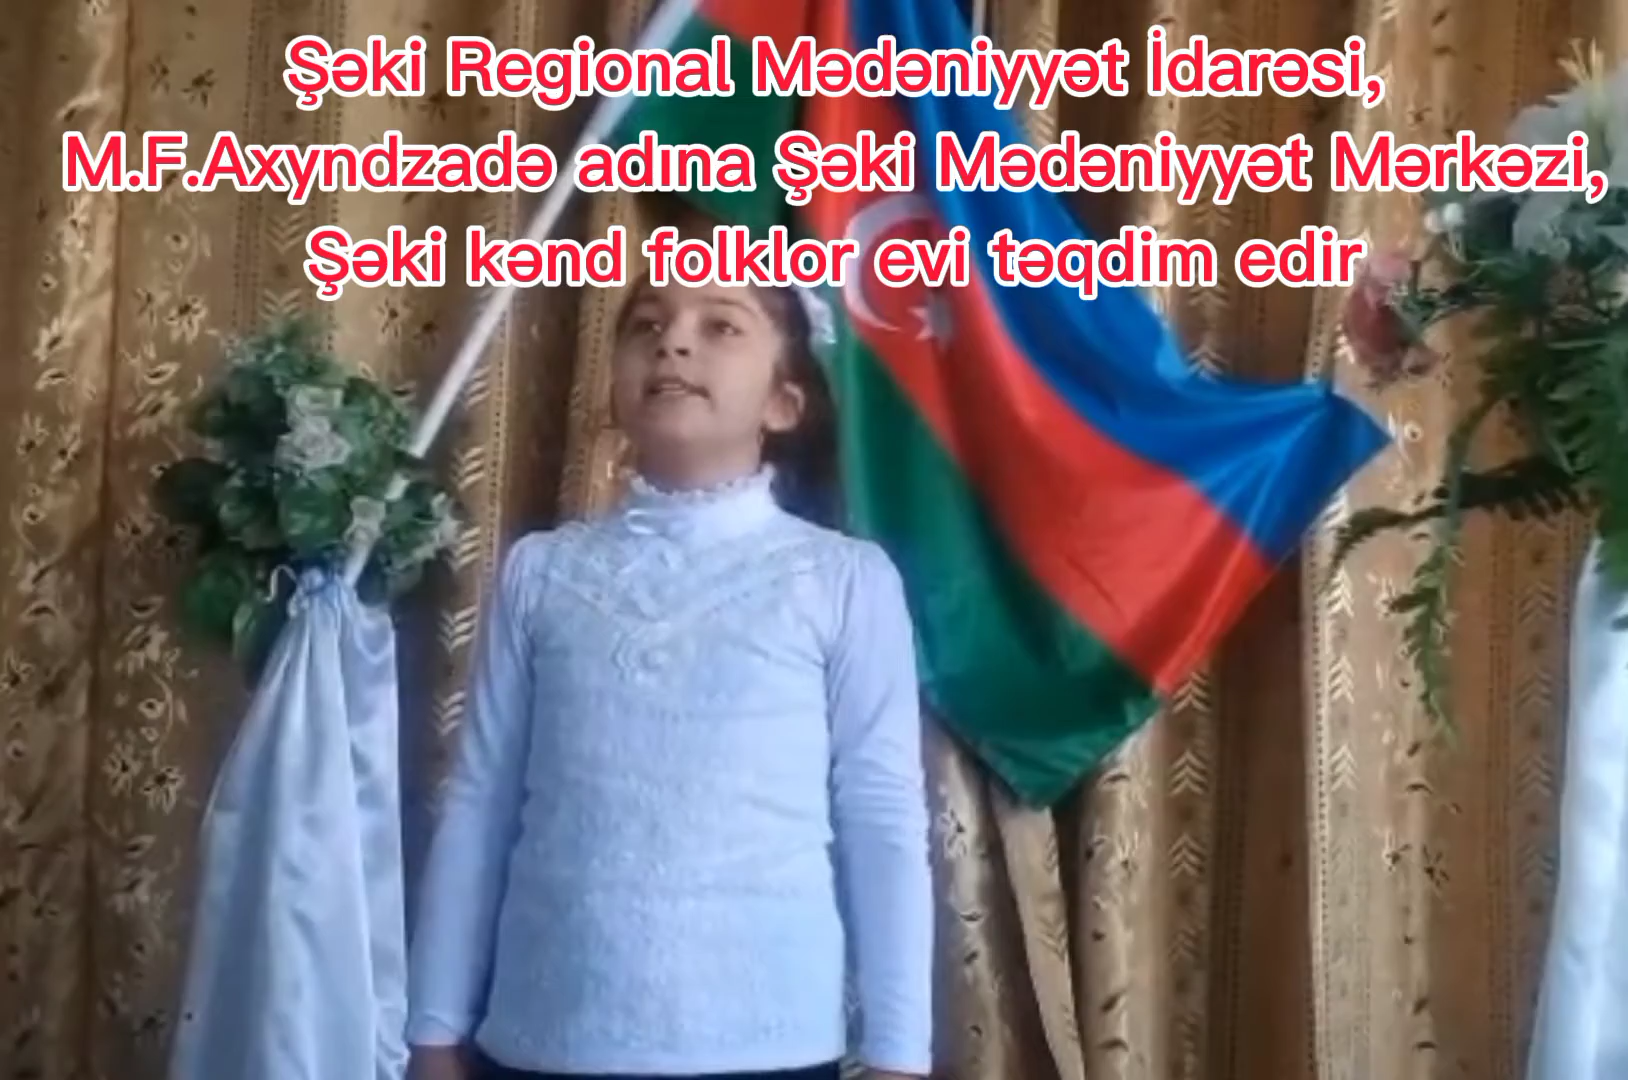 Şəki Regional Mədəniyyət İdarəsi,
M.F.Axyndzadə adına Şəki Mədəniyyət Mərkəzi,
Şəki kənd folklor evi təqdim edir